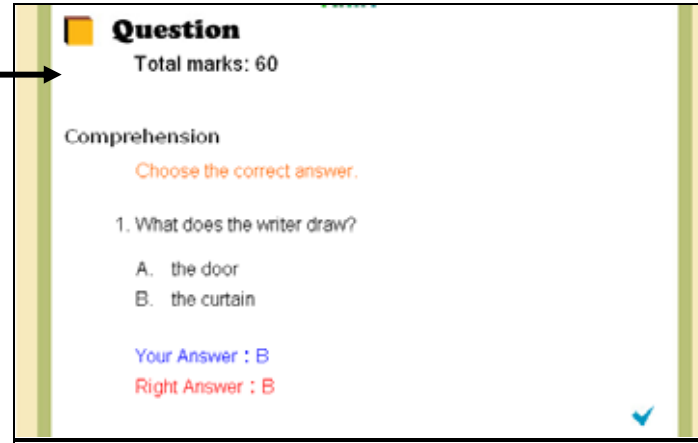 Question
Total marks: 60
Comprehension
Choose the correct answer.
1. What does the writer draw?
A. the door
B. the curtain
Your Answer : B
Right Answer : B